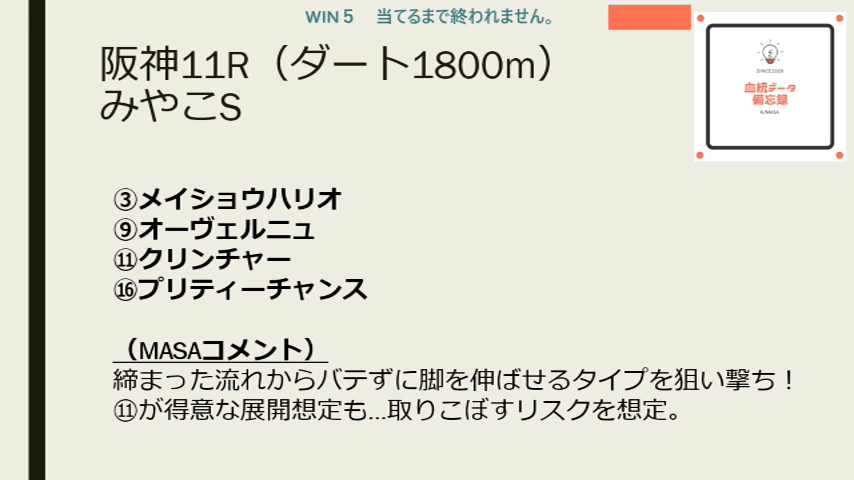 WIN５　当てるまで終われません。
阪神11R（ダート1800m）
みやこS
血統データ
備忘録
③メイショウハリオ
⑨オーヴェルニュ
⑪クリンチャー
⑯プリティーチャンス
（MASAコメント）
締まった流れからバテずに脚を伸ばせるタイプを狙い撃ち！
⑪が得意な展開想定も…取りこぼすリスクを想定。